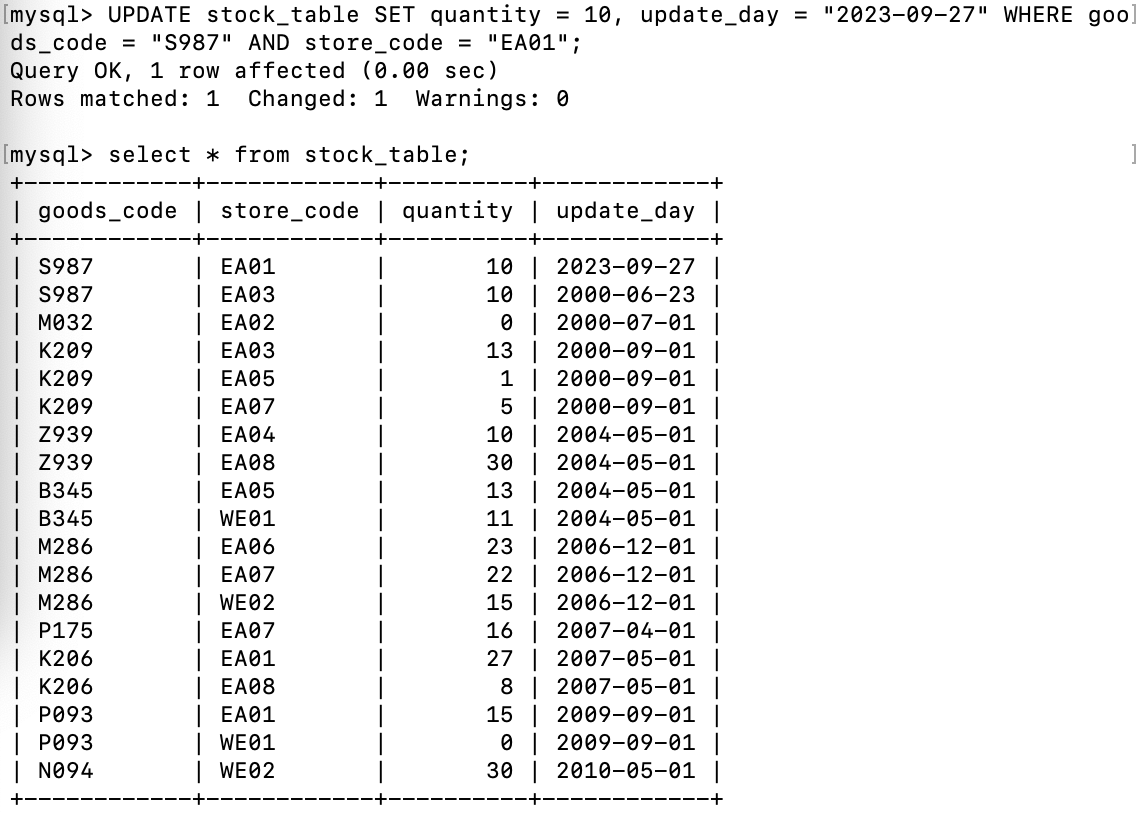 [mysql> UPDATE stock_table SET quantity = 10, update_day = "2023-09-27" WHERE goo]
ds_code = "S987" AND store_code = "EA01";
Query OK, 1 row affected (0.00 sec)
Rows matched: 1  Changed: 1  Warnings: 0
[mysql> select * from stock_table; ]
+------------+------------+----------+------------+
| goods_code | store_code | quantity | update_day |
+------------+------------+----------+------------+
| S987       | EA01       |       10 | 2023-09-27 |
| S987       | EA03       |       10 | 2000-06-23 |
| M032       | EA02       |        0 | 2000-07-01 |
| K209       | EA03       |       13 | 2000-09-01 |
| K209       | EA05       |        1 | 2000-09-01 |
| K209       | EA07       |        5 | 2000-09-01 |
| Z939       | EA04       |       10 | 2004-05-01 |
| Z939       | EA08       |       30 | 2004-05-01 |
| B345       | EA05       |       13 | 2004-05-01 |
| B345       | WE01       |       11 | 2004-05-01 |
| M286       | EA06       |       23 | 2006-12-01 |
| M286       | EA07       |       22 | 2006-12-01 |
| M286       | WE02       |       15 | 2006-12-01 |
| P175       | EA07       |       16 | 2007-04-01 |
| K206       | EA01       |       27 | 2007-05-01 |
| K206       | EA08       |        8 | 2007-05-01 |
| P093       | EA01       |       15 | 2009-09-01 |
| P093       | WE01       |        0 | 2009-09-01 |
| N094       | WE02       |       30 | 2010-05-01 |
+------------+------------+----------+------------+